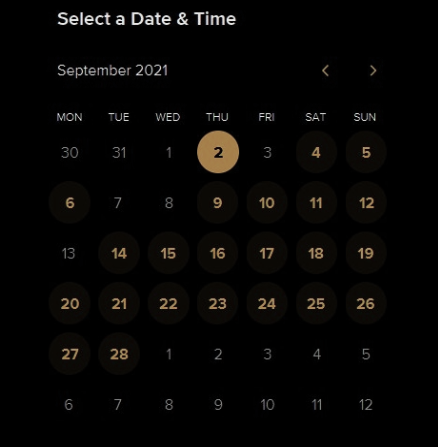 Select a Date & Time
September 2021 < >
MON TUE WED THU FRI SAT SUN
30 31 1 2 3 4 5
6 7 8 9 10 11 12
13 14 15 16 17 18 19
20 21 22 23 24 25 26
27 28 1 2 3 4 5
6 7 8 9 10 11 12